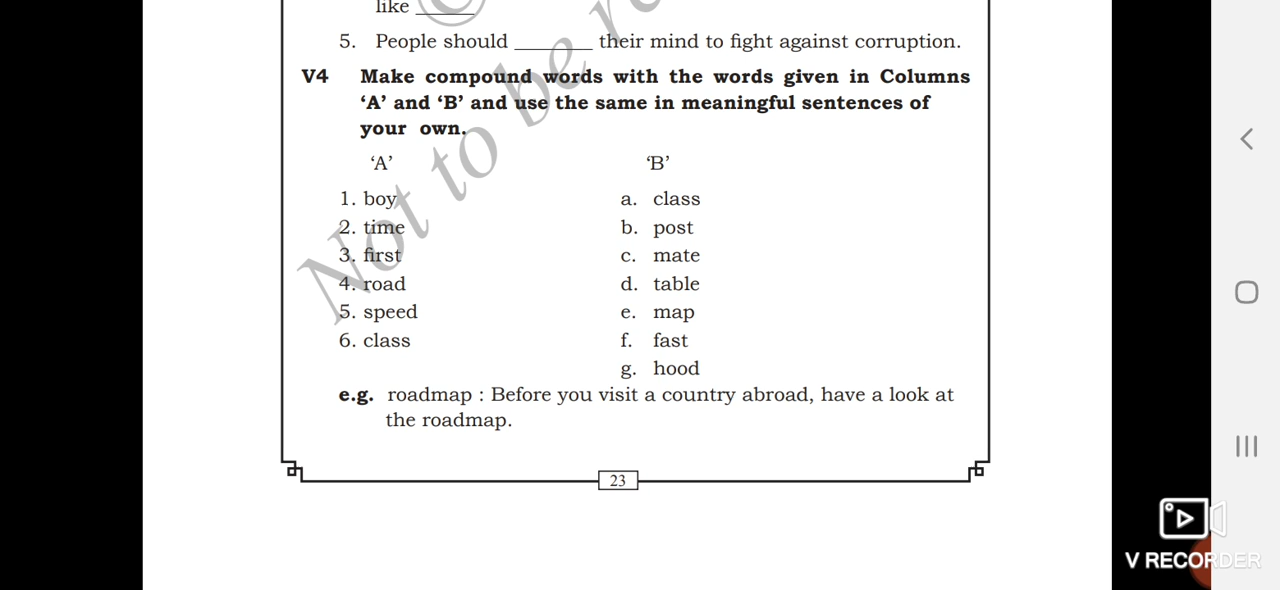 like ______
5. People should _______ their mind to fight against corruption.
V4 Make compound words with the words given in Columns
‘A’ and ‘B’ and use the same in meaningful sentences of
your own.
‘A’ ‘B’
1. boy a. class
2. time b. post
3. first c. mate
4. road d. table
5. speed e. map
6. class f. fast
g. hood
e.g. roadmap : Before you visit a country abroad, have a look at
the roadmap.
23
Not to be re
©
V RECORDER